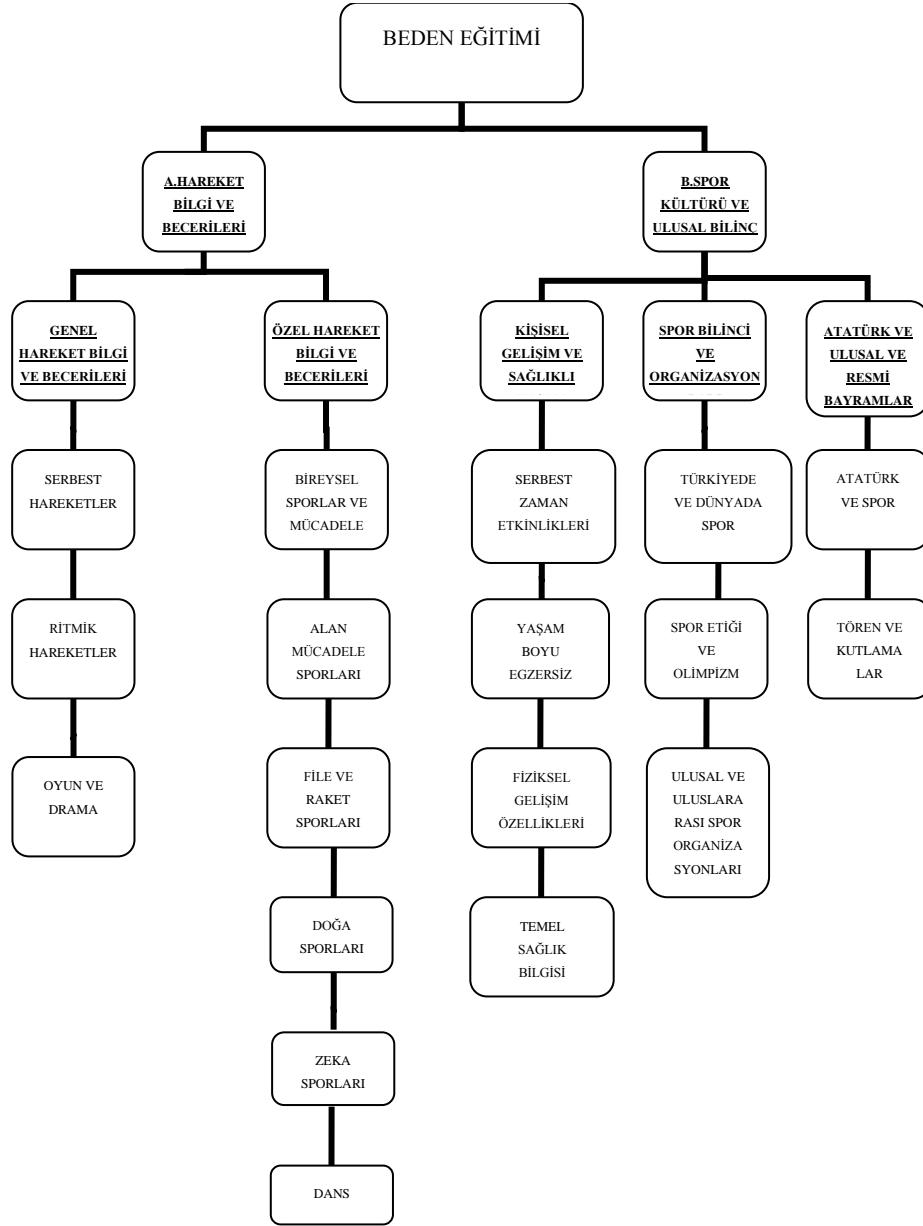 BEDEN EĞİTİMİ
A.HAREKET
BİLGİ VE
BECERİLERİ
B.SPOR
KÜLTÜRÜ VE
ULUSAL BİLİNÇ
GENEL
HAREKET BİLGİ
VE BECERİLERİ
ÖZEL HAREKET
BİLGİ VE
BECERİLERİ
KİŞİSEL
GELİŞİM VE
SAĞLIKLI
SPOR BİLİNCİ
VE
ORGANİZASYON
ATATÜRK VE
ULUSAL VE
RESMİ
BAYRAMLAR
SERBEST
HAREKETLER
BİREYSEL
SPORLAR VE
MÜCADELE
SERBEST
ZAMAN
ETKİNLİKLERİ
TÜRKİYEDE
VE DÜNYADA
SPOR
ATATÜRK
VE SPOR
RİTMİK
HAREKETLER
ALAN
MÜCADELE
SPORLARI
YAŞAM
BOYU
EGZERSİZ
SPOR ETİĞİ
VE
OLİMPİZM
TÖREN VE
KUTLAMA
LAR
OYUN VE
DRAMA
FİLE VE
RAKET
SPORLARI
FİZİKSEL
GELİŞİM
ÖZELLİKLERİ
ULUSAL VE
ULUSLARA
RASI SPOR
ORGANİZA
SYONLARI
DOĞA
SPORLARI
TEMEL
SAĞLIK
BİLGİSİ
ZEKA
SPORLARI
DANS